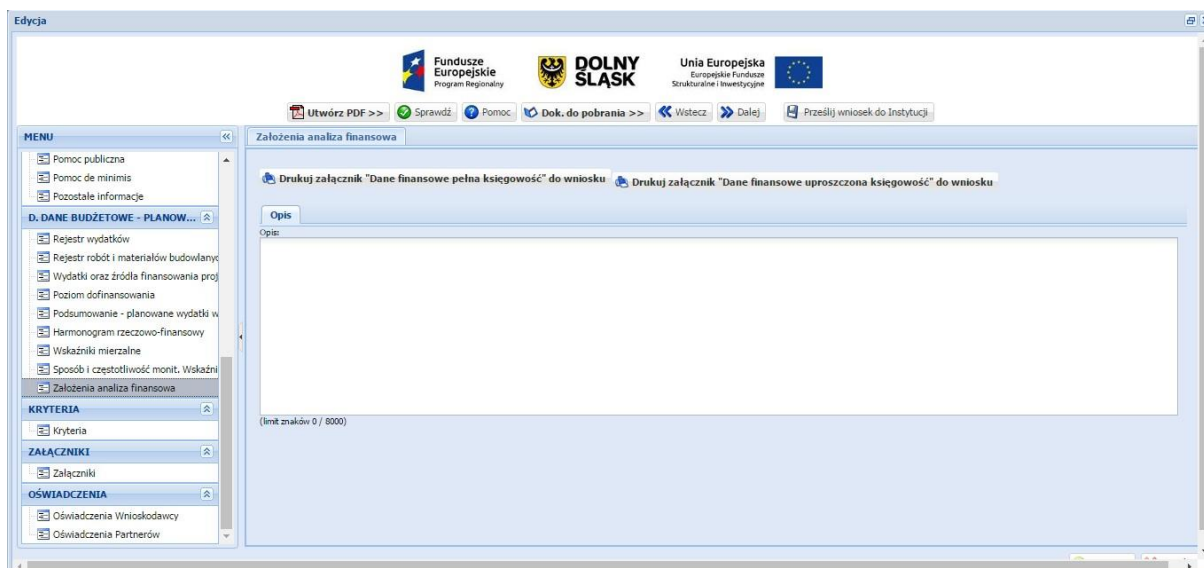 Edycja
Fundusze
Europejskie
Program Regionalny
DOLNY
ŚLĄSK
Unia Europejska
Europejskie Fundusze
Strukturalne i Inwestycyjne
Utwórz PDF >>
Sprawdź
Pomoc
Dok. do pobrania >>
Wstecz
Dalej
Prześlij wniosek do Instytucji
MENU
Pomoc publiczna
Pomoc de minimis
Pozostałe informacje
D. DANE BUDŻETOWE - PLANOW...
Rejestr wydatków
Rejestr robót i materiałów budowlanyc
Wydatki oraz źródła finansowania proj
Poziom dofinansowania
Podsumowanie - planowane wydatki w
Harmonogram rzeczowo-finansowy
Wskaźniki mierzalne
Sposób i częstotliwość monit. Wskaźni
Założenia analiza finansowa
KRYTERIA
Kryteria
ZAŁĄCZNIKI
Załączniki
OŚWIADCZENIA
Oświadczenia Wnioskodawcy
Oświadczenia Partnerów
Założenia analiza finansowa
Drukuj załącznik "Dane finansowe pełna księgowość" do wniosku
Drukuj załącznik "Dane finansowe uproszczona księgowość" do wniosku
Opis
Opis:
(limit znaków 0 / 8000)